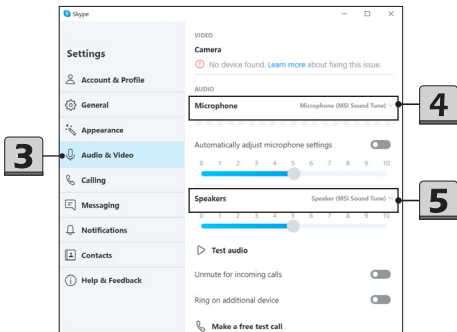 Skype
Settings
Account & Profile
General
Appearance
3
Audio & Video
Calling
Messaging
Notifications
Contacts
Help & Feedback
VIDEO
Camera
No device found. Learn more about fixing this issue.
AUDIO
Microphone Microphone (MSI Sound Tune)
4
Automatically adjust microphone settings
0 1 2 3 4 5 6 7 8 9 10
Speakers Speaker (MSI Sound Tune)
5
0 1 2 3 4 5 6 7 8 9 10
Test audio
Unmute for incoming calls
Ring on additional device
Make a free test call